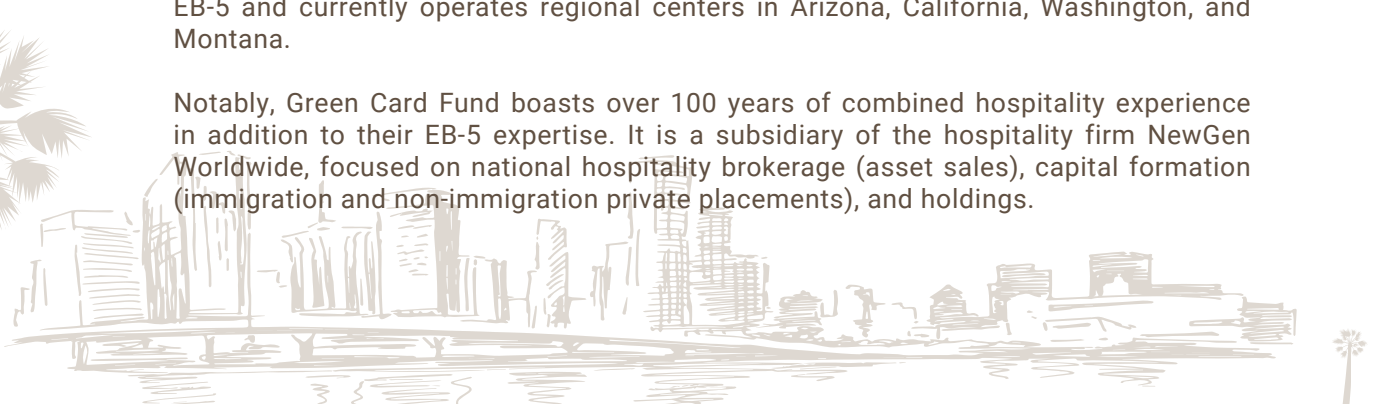 EB-5 and currently operates regional centers in Arizona, California, Washington, and
Montana.
Notably, Green Card Fund boasts over 100 years of combined hospitality experience
in addition to their EB-5 expertise. It is a subsidiary of the hospitality firm NewGen
Worldwide, focused on national hospitality brokerage (asset sales), capital formation
(immigration and non-immigration private placements), and holdings.